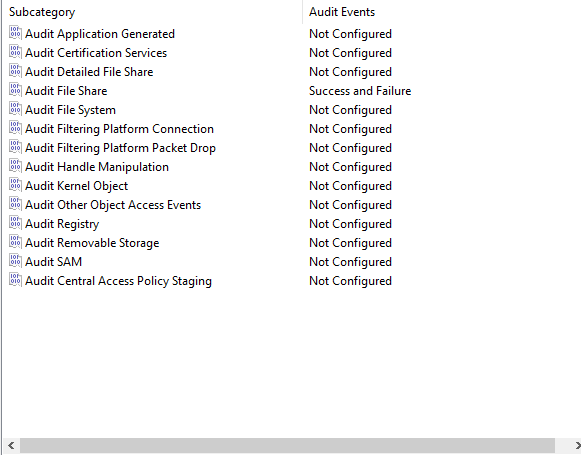 Subcategory Audit Events
Audit Application Generated Not Configured
Audit Certification Services Not Configured
Audit Detailed File Share Not Configured
Audit File Share Success and Failure
Audit File System Not Configured
Audit Filtering Platform Connection Not Configured
Audit Filtering Platform Packet Drop Not Configured
Audit Handle Manipulation Not Configured
Audit Kernel Object Not Configured
Audit Other Object Access Events Not Configured
Audit Registry Not Configured
Audit Removable Storage Not Configured
Audit SAM Not Configured
Audit Central Access Policy Staging Not Configured